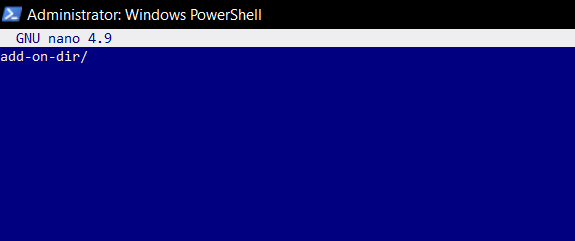 Administrator: Windows PowerShell
GNU nano 4.9
add-on-dir/